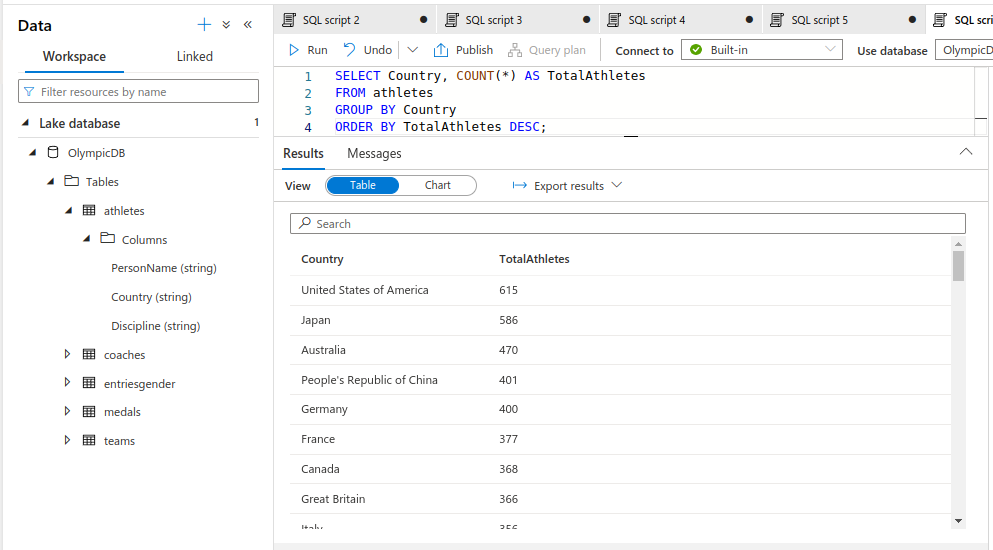 Data
Workspace Linked
Filter resources by name
Lake database 1
OlympicDB
Tables
athletes
Columns
PersonName (string)
Country (string)
Discipline (string)
coaches
entriesgender
medals
teams
SQL script 2 SQL script 3 SQL script 4 SQL script 5 SQL scri
Run Undo Publish Query plan Connect to Built-in Use database OlympicD
1 SELECT Country, COUNT(*) AS TotalAthletes
2 FROM athletes
3 GROUP BY Country
4 ORDER BY TotalAthletes DESC;
Results Messages
View Table Chart Export results
Search
Country TotalAthletes
United States of America 615
Japan 586
Australia 470
People's Republic of China 401
Germany 400
France 377
Canada 368
Great Britain 366
Italy 356